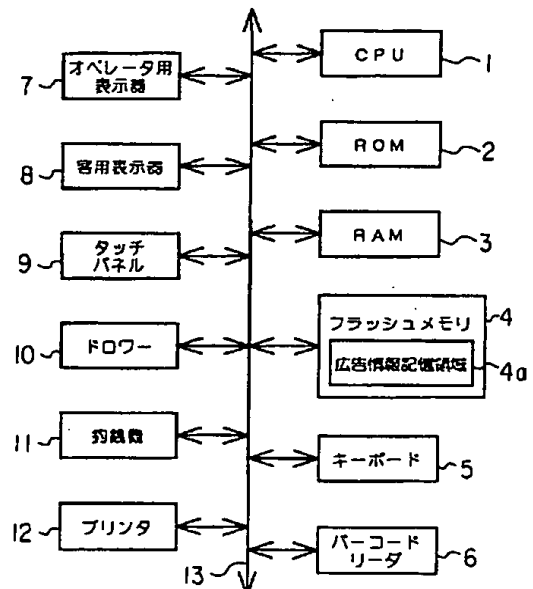 オペレータ用
表示器
7
客用表示器
8
タッチ
パネル
9
ドロワー
10
釣銭機
11
プリンタ
12
13
CPU
1
ROM
2
RAM
3
フラッシュメモリ
4
広告情報記憶領域
4a
キーボード
5
バーコード
リーダ
6